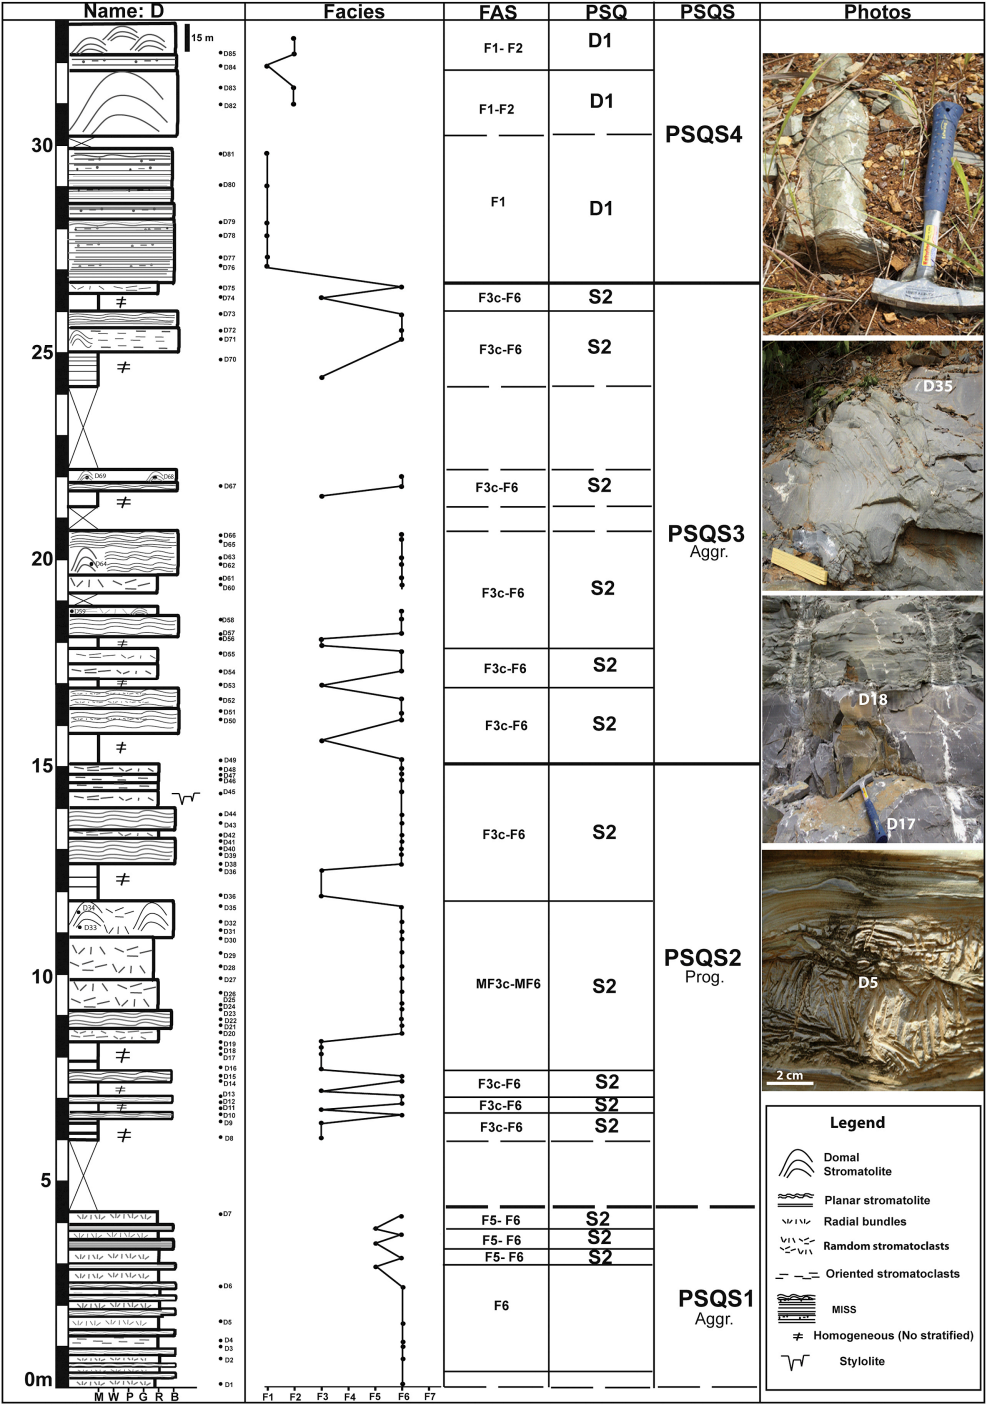 Name: D Facies FAS PSQ PSQS Photos
15 m
D85
D84
D83
D82
30
D81
D80
D79
D78
D77
D76
D75
D74
D73
D72
D71
25
D70
D69
D68
D67
D66
D65
20
D63
D64
D62
D61
D60
D59
D58
D57
D56
D55
D54
D53
D52
D51
D50
D49
15
D48
D47
D46
D45
D44
D43
D42
D41
D40
D39
D38
D36
D36
D35
D34
D33
D32
D31
D30
D29
D28
10
D27
D26
D25
D24
D23
D22
D21
D20
D19
D18
D17
D16
D15
D14
D13
D12
D11
D10
D9
D8
5
D7
D6
D5
D4
D3
D2
0m
D1
M W P G R B
F1 F2 F3 F4 F5 F6 F7
F1- F2 D1
F1-F2 D1
F1 D1
PSQS4
F3c-F6 S2
F3c-F6 S2
F3c-F6 S2
F3c-F6 S2
F3c-F6 S2
F3c-F6 S2
PSQS3
Aggr.
F3c-F6 S2
MF3c-MF6 S2
F3c-F6 S2
F3c-F6 S2
F3c-F6 S2
PSQS2
Prog.
F5- F6 S2
F5- F6 S2
F5- F6 S2
F6
PSQS1
Aggr.
D35
D18
D17
D5
2 cm
Legend
Domal
Stromatolite
Planar stromatolite
Radial bundles
Ramdom stromatoclasts
Oriented stromatoclasts
MISS
Homogeneous (No stratified)
Stylolite